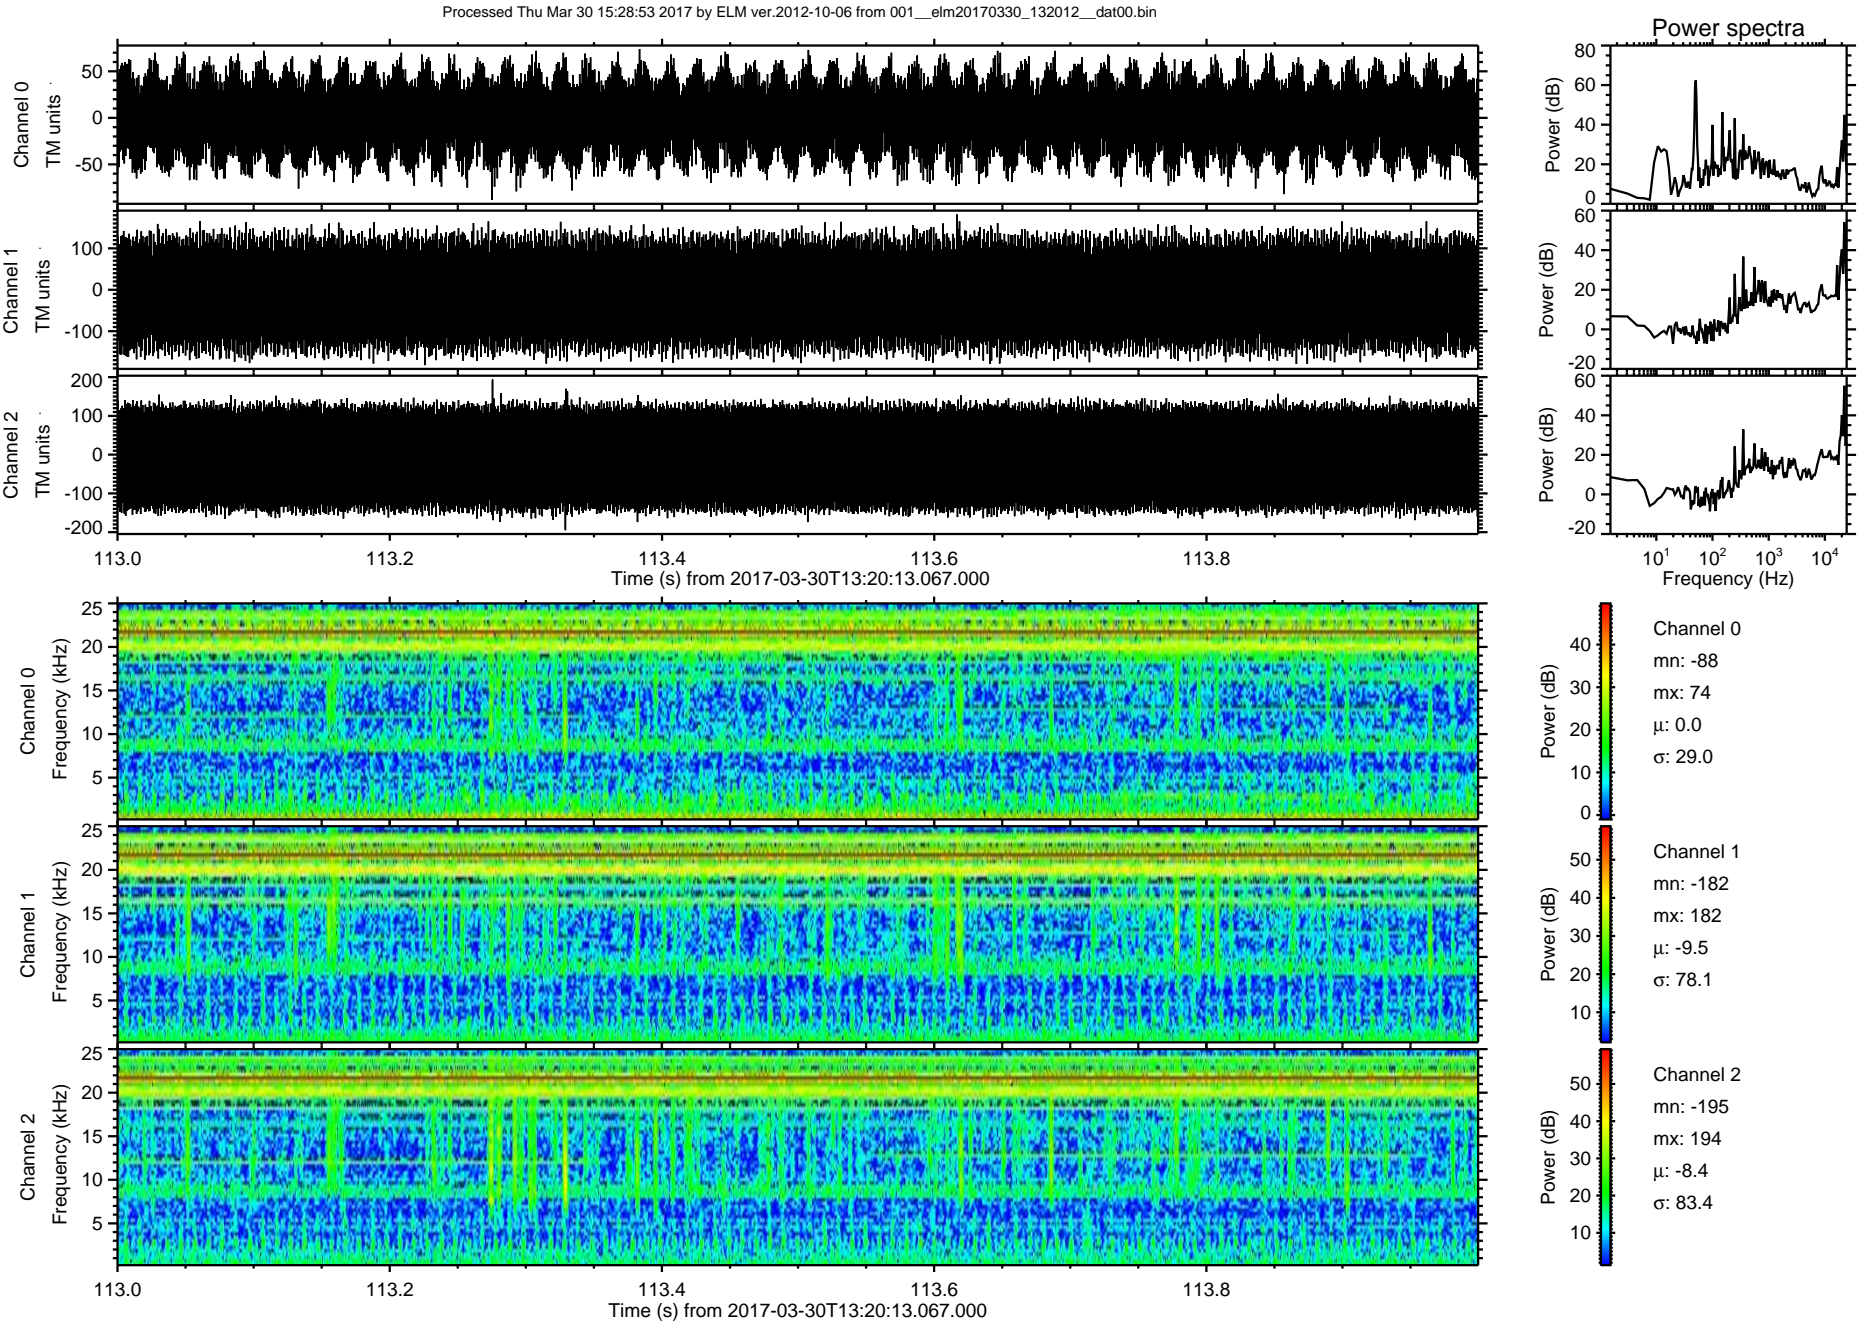 Processed Thu Mar 30 15:28:53 2017 by ELM ver.2012-10-06 from 001__elm20170330_132012__dat00.bin
Power spectra
Channel 0
TM units
50
0
-50
Power (dB)
80
60
40
20
0
Channel 1
TM units
100
0
-100
Power (dB)
60
40
20
0
-20
Channel 2
TM units
200
100
0
-100
-200
Power (dB)
60
40
20
0
-20
113.0 113.2 113.4 113.6 113.8
Time (s) from 2017-03-30T13:20:13.067.000
10¹ 10² 10³ 10⁴
Frequency (Hz)
Channel 0
Frequency (kHz)
25
20
15
10
5
Power (dB)
40
30
20
10
0
Channel 0
mn: -88
mx: 74
μ: 0.0
σ: 29.0
Channel 1
Frequency (kHz)
25
20
15
10
5
Power (dB)
50
40
30
20
10
Channel 1
mn: -182
mx: 182
μ: -9.5
σ: 78.1
Channel 2
Frequency (kHz)
25
20
15
10
5
Power (dB)
50
40
30
20
10
Channel 2
mn: -195
mx: 194
μ: -8.4
σ: 83.4
113.0 113.2 113.4 113.6 113.8
Time (s) from 2017-03-30T13:20:13.067.000